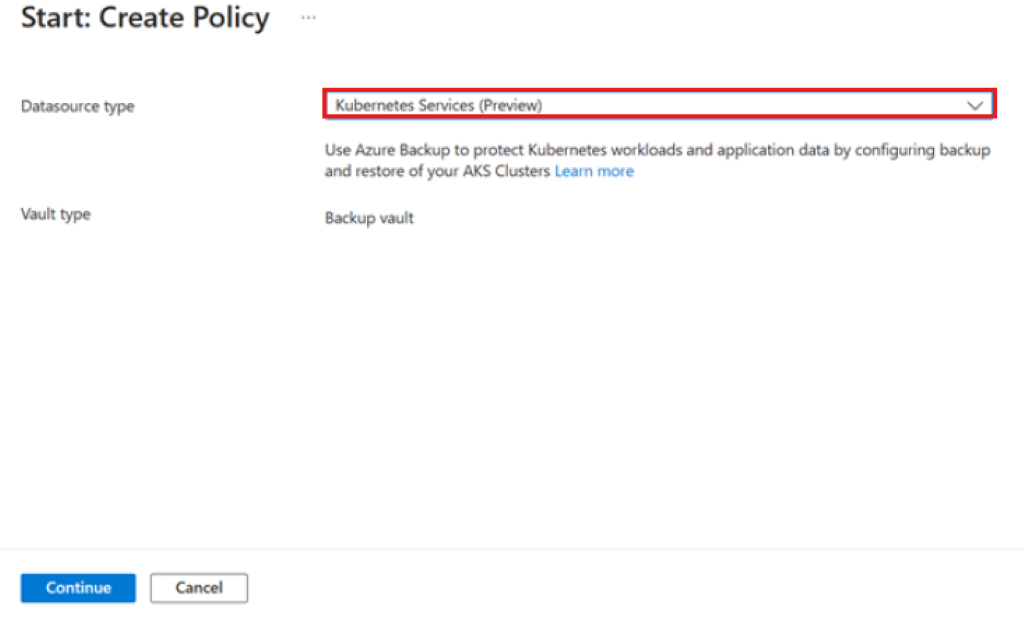 Start: Create Policy ...
Datasource type
Kubernetes Services (Preview)
Use Azure Backup to protect Kubernetes workloads and application data by configuring backup
and restore of your AKS Clusters Learn more
Vault type
Backup vault
Continue
Cancel